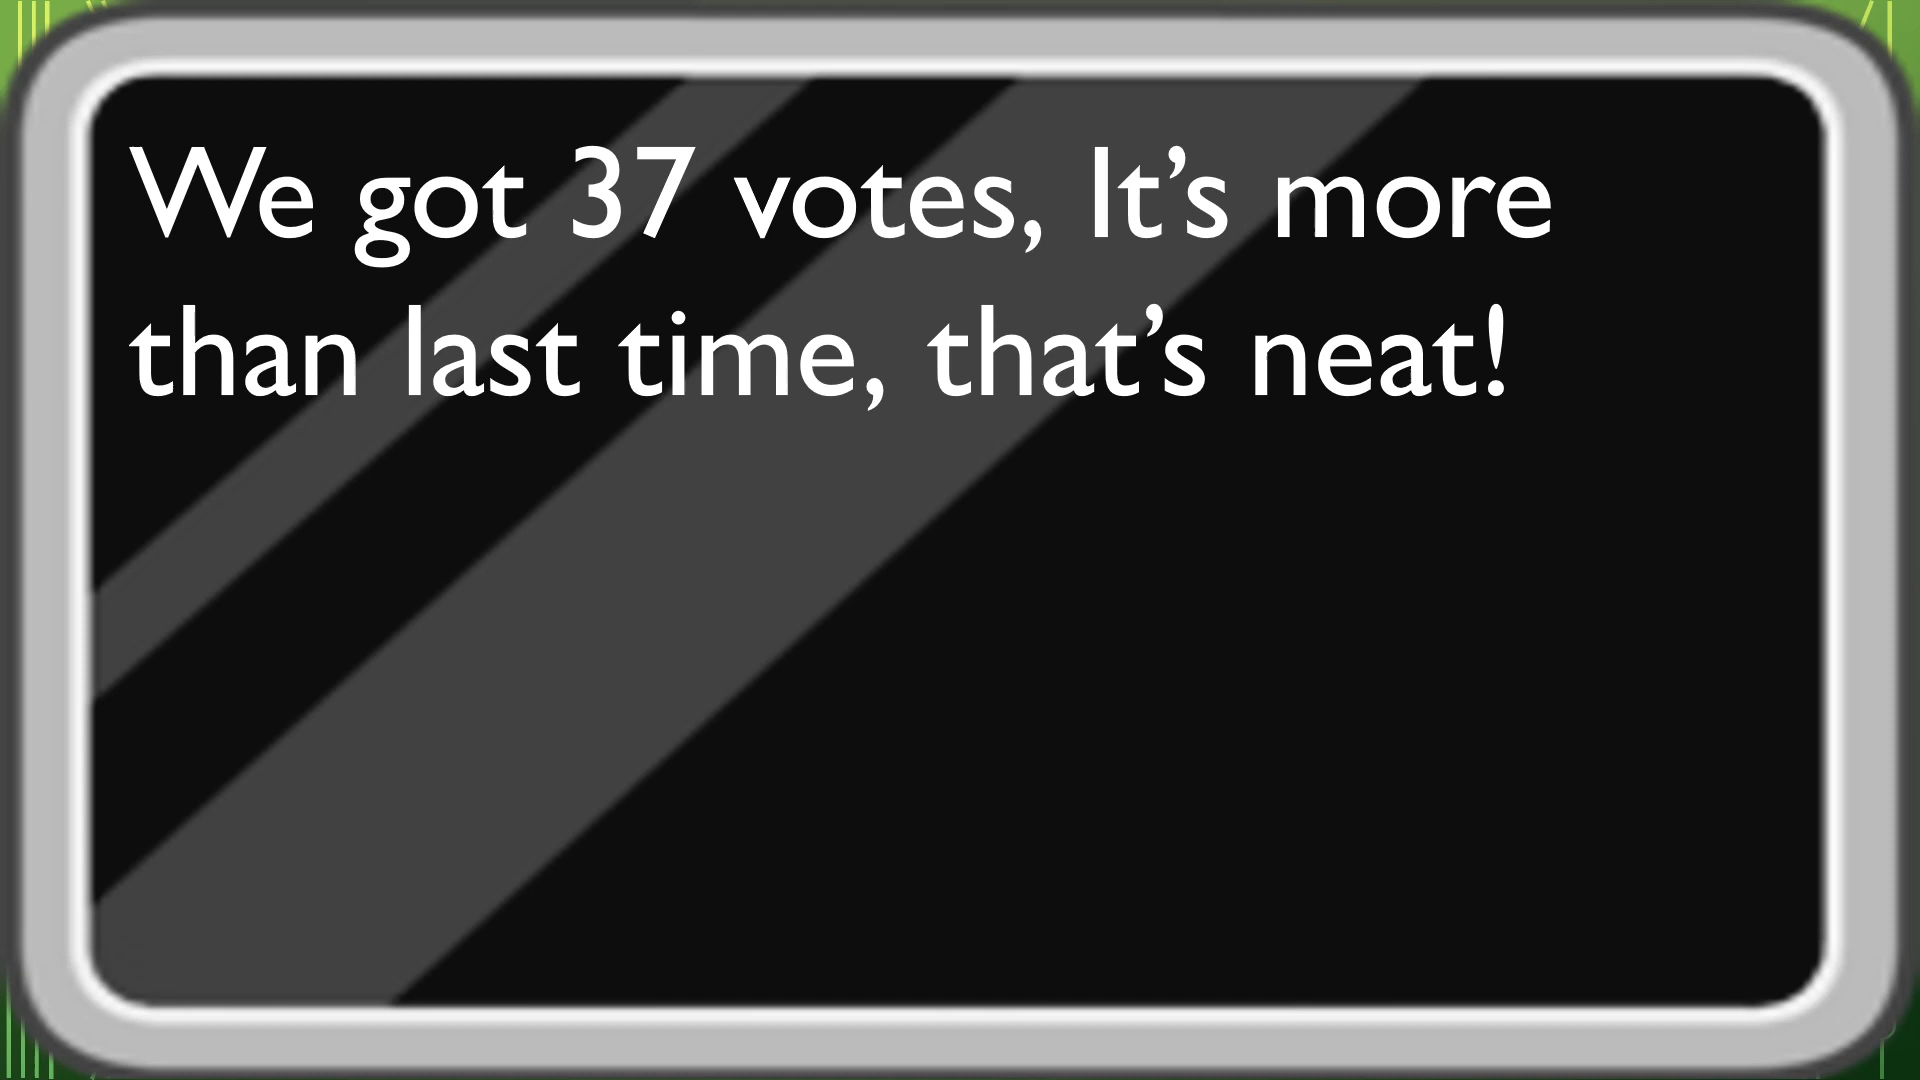 We got 37 votes, It’s more
than last time, that’s neat!